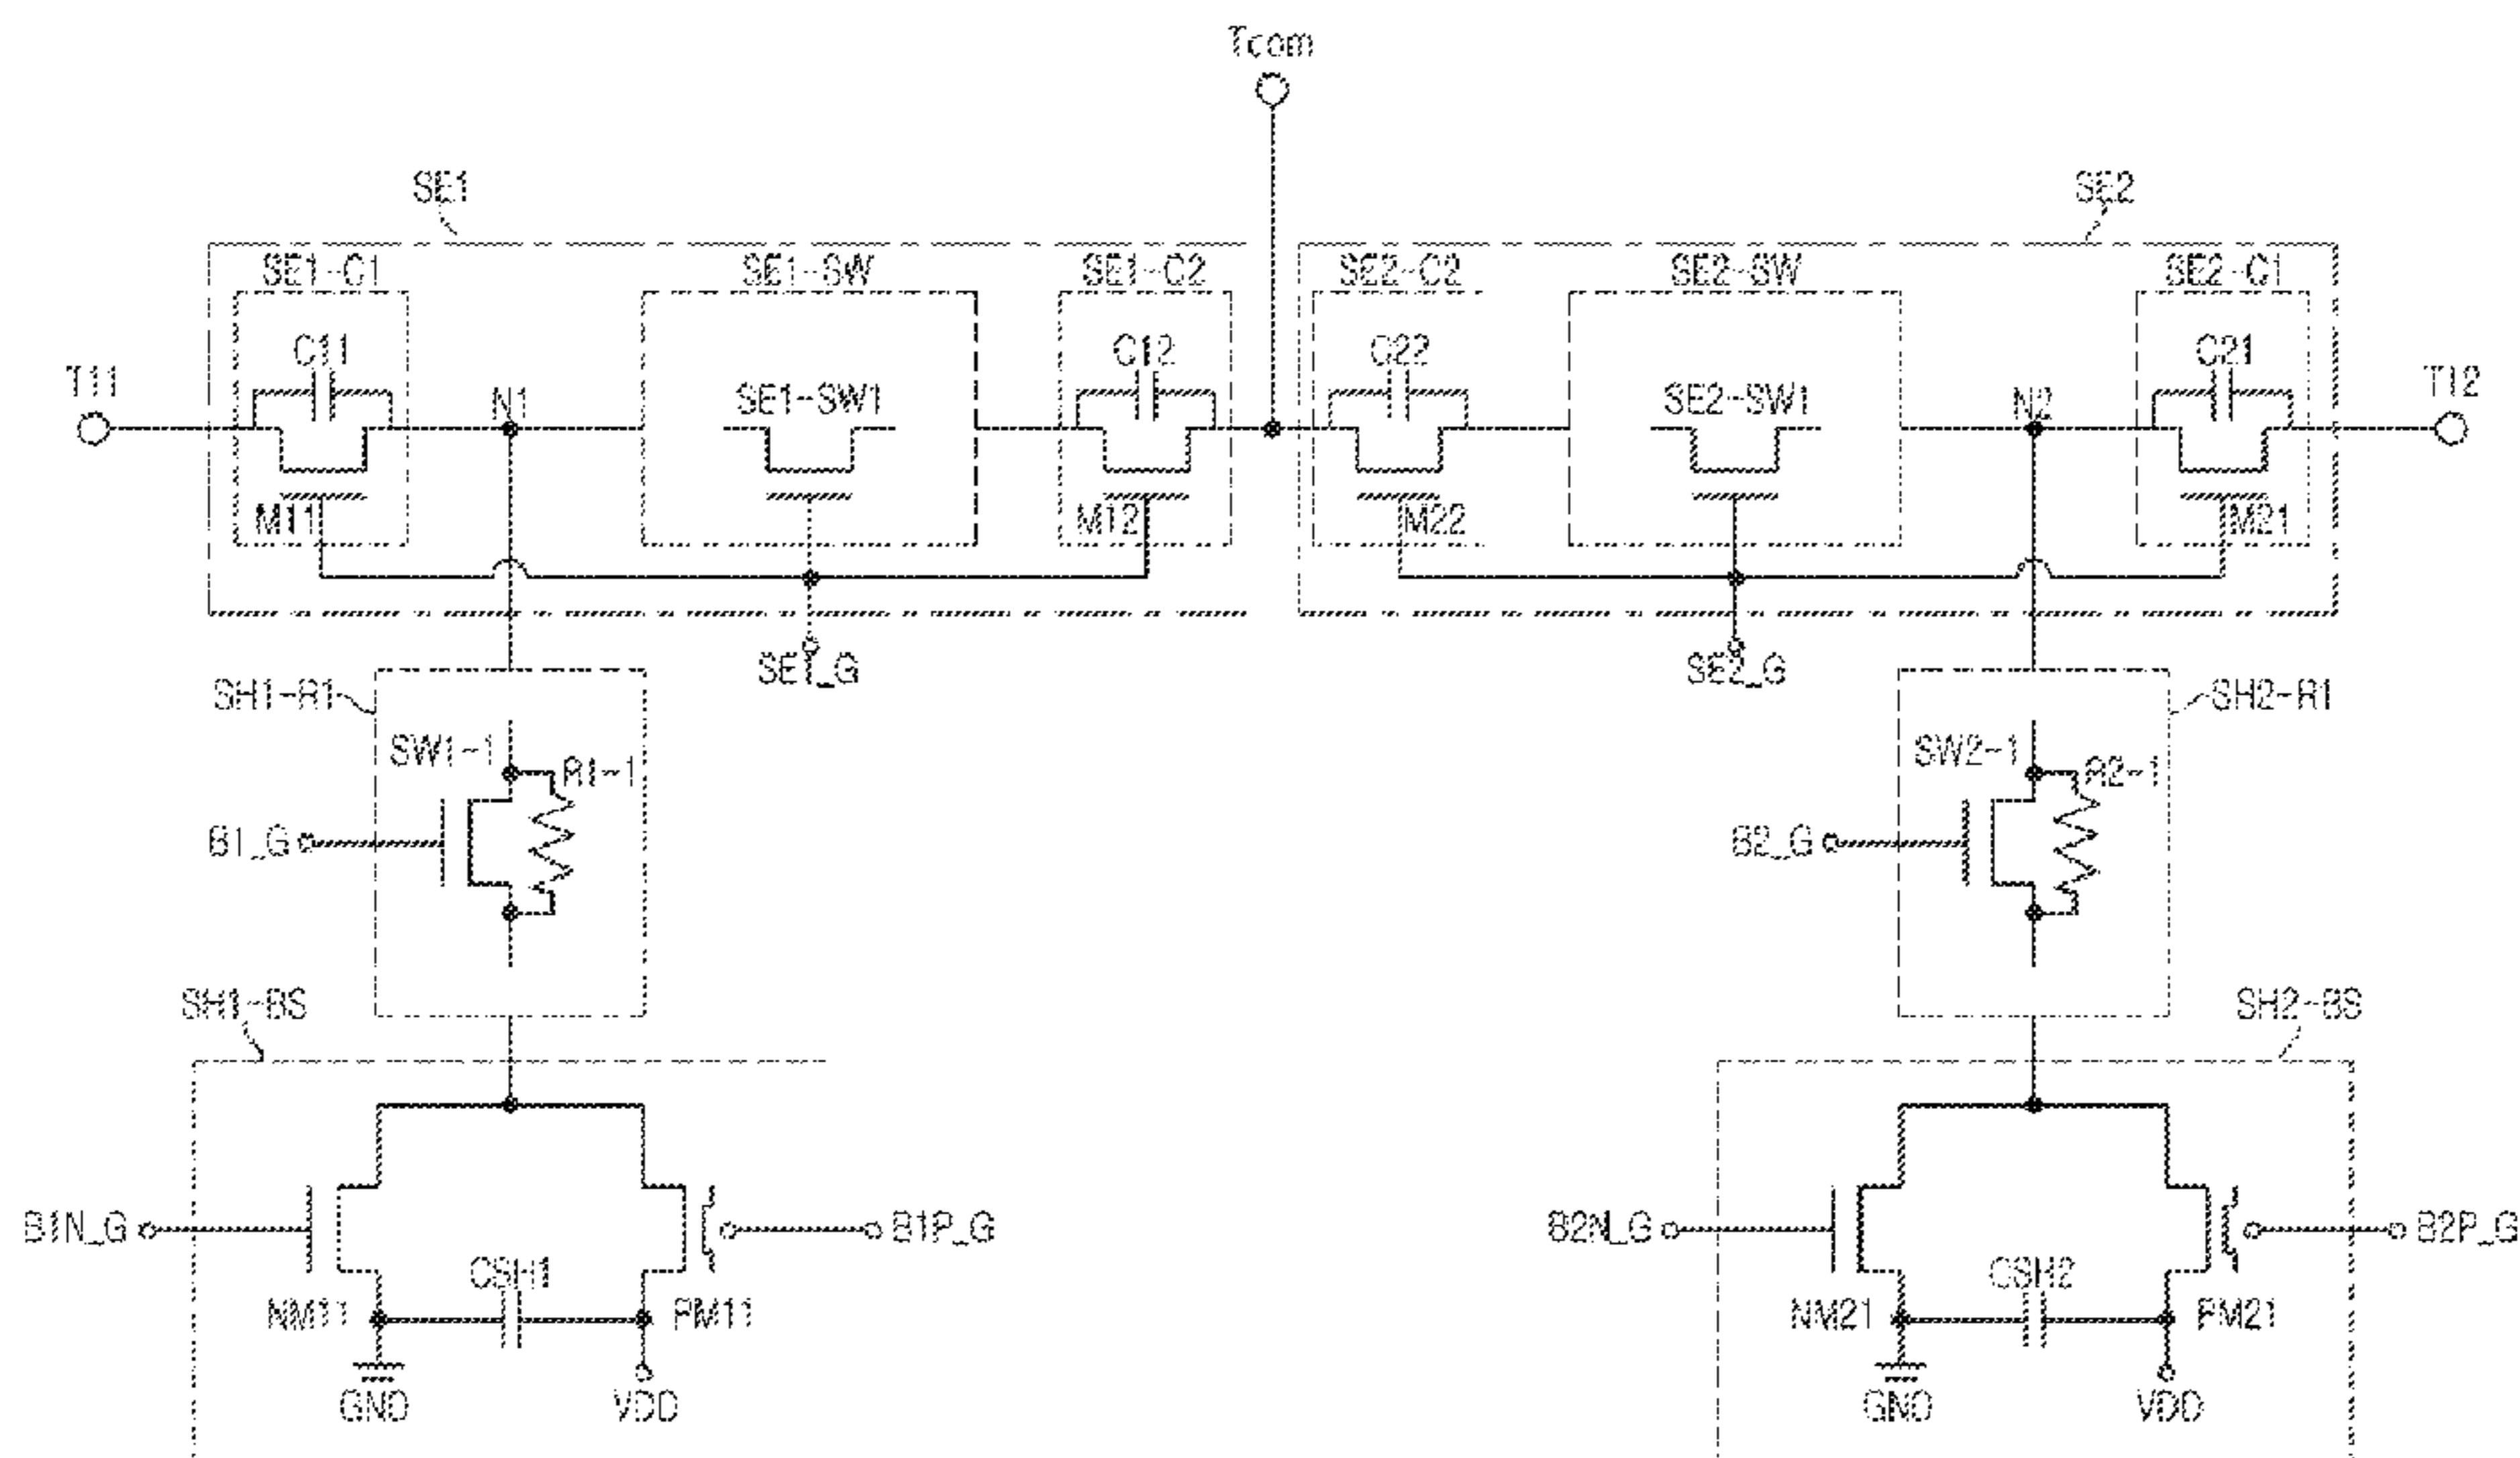 Tcom
SE1
SE2
SE1-C1
SE1-SW
SE1-C2
SE2-C2
SE2-SW
SE2-C1
T11
C11
N1
SE1-SW1
C12
C22
SE2-SW1
N2
C21
T12
M11
M12
M22
M21
SE1_G
SE2_G
SH1-R1
SH2-R1
SW1-1
R1-1
SW2-1
R2-1
B1_G
B2_G
SH1-BS
SH2-BS
B1N_G
B1P_G
B2N_G
B2P_G
CSH1
CSH2
NM11
PM11
NM21
PM21
GND
VDD
GND
VDD